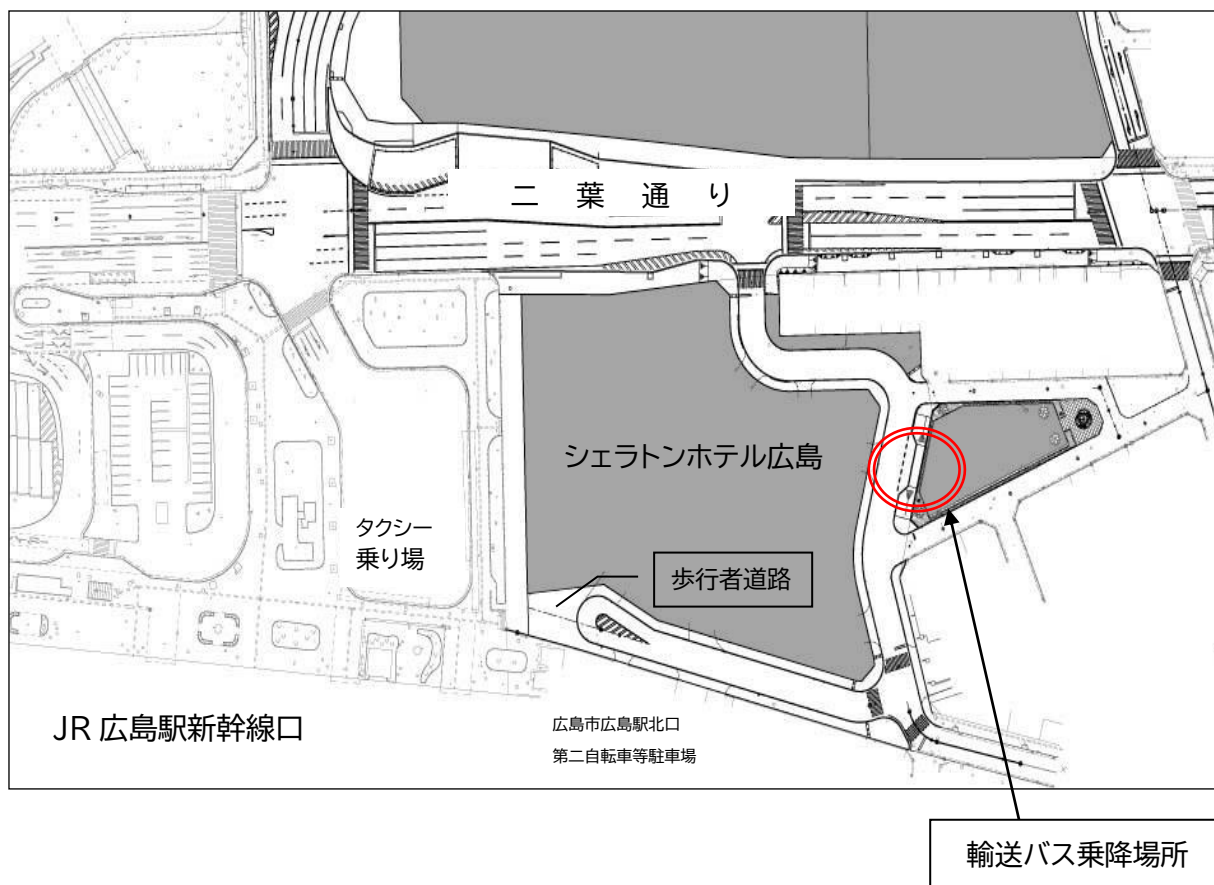 二葉通り
シェラトンホテル広島
タクシー
乗り場
歩行者道路
JR 広島駅新幹線口
広島市広島駅北口
第二自転車等駐車場
輸送バス乗降場所